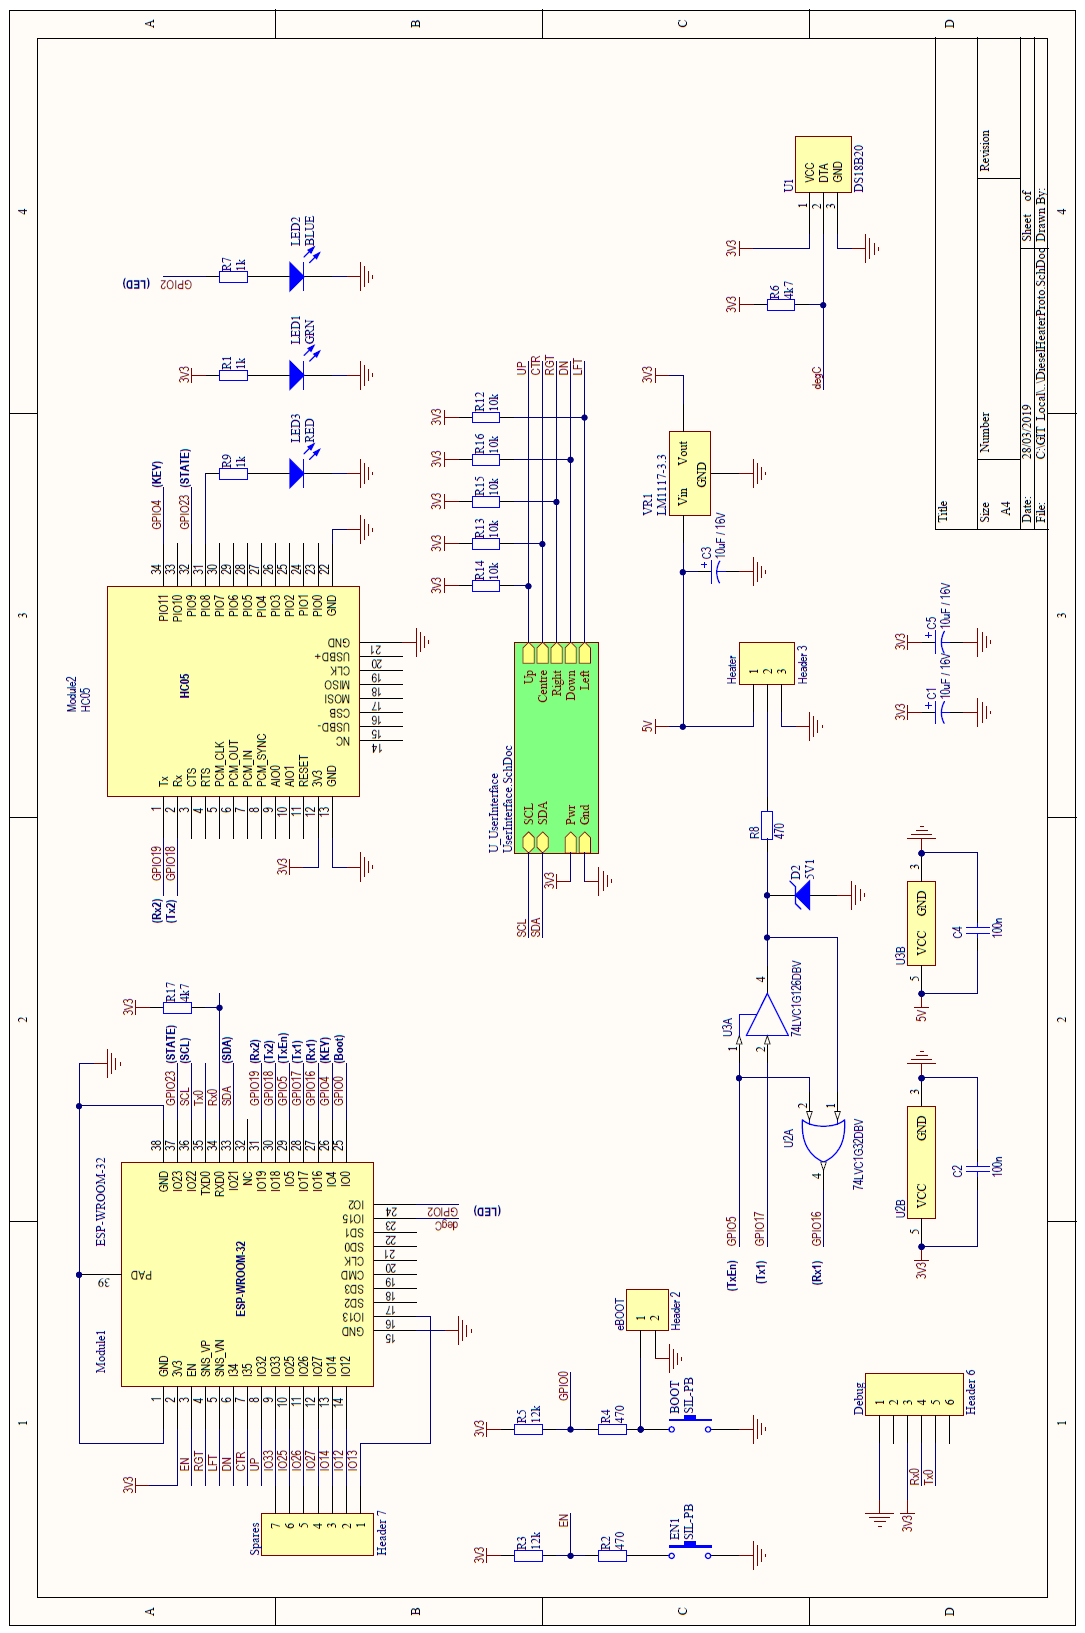 A
B
C
D
1
2
3
4
Module1
ESP-WROOM-32
ESP-WROOM-32
PAD
39
GND
3V3
EN
SNS_VP
SNS_VN
I34
I35
IO32
IO33
IO25
IO26
IO27
IO14
IO12
1
2
3
4
5
6
7
8
9
10
11
12
13
14
3V3
EN
RGT
LFT
DN
CTR
UP
IO33
IO25
IO26
IO27
IO14
IO12
IO13
Spares
7
6
5
4
3
2
1
Header 7
GND
IO13
SD2
SD3
CMD
CLK
SD0
SD1
IO15
IO2
15
16
17
18
19
20
21
22
23
24
degC
GPIO2
(LED)
GND
IO23
IO22
TXD0
RXD0
IO21
NC
IO19
IO18
IO5
IO17
IO16
IO4
IO0
38
37
36
35
34
33
32
31
30
29
28
27
26
25
GPIO23 (STATE)
SCL (SCL)
Tx0
Rx0
SDA (SDA)
GPIO19 (Rx2)
GPIO18 (Tx2)
GPIO5 (TxEn)
GPIO17 (Tx1)
GPIO16 (Rx1)
GPIO4 (KEY)
GPIO0 (Boot)
3V3
R17
4k7
Module2
HC05
HC05
(Rx2) GPIO19
(Tx2) GPIO18
1
2
3
4
5
6
7
8
9
10
11
12
13
Tx
Rx
CTS
RTS
PCM_CLK
PCM_OUT
PCM_IN
PCM_SYNC
AIO0
AIO1
RESET
3V3
GND
3V3
NC
USBD-
CSB
MOSI
MISO
CLK
USBD+
GND
14
15
16
17
18
19
20
21
PIO11
PIO10
PIO9
PIO8
PIO7
PIO6
PIO5
PIO4
PIO3
PIO2
PIO1
PIO0
GND
34
33
32
31
30
29
28
27
26
25
24
23
22
GPIO4 (KEY)
GPIO23 (STATE)
R9
1k
LED3
RED
3V3
R1
1k
LED1
GRN
(LED)
GPIO2
R7
1k
LED2
BLUE
U_UserInterface
UserInterface.SchDoc
SCL
SDA
3V3
SCL
SDA
Pwr
Gnd
Up
Centre
Right
Down
Left
3V3
R14
10k
3V3
R13
10k
3V3
R15
10k
3V3
R16
10k
3V3
R12
10k
UP
CTR
RGT
DN
LFT
3V3
R3
12k
EN
R2
470
EN1
SIL-PB
3V3
R5
12k
GPIO0
R4
470
BOOT
SIL-PB
eBOOT
1
2
Header 2
(TxEn) GPIO5
(Tx1) GPIO17
(Rx1) GPIO16
U2A
2
1
4
74LVC1G32DBV
U3A
1
2
4
74LVC1G126DBV
D2
5V1
R8
470
5V
Heater
1
2
3
Header 3
C3
10uF / 16V
VR1
LM1117-3.3
Vin
Vout
GND
3V3
degC
3V3
R6
4k7
3V3
U1
1
2
3
VCC
DTA
GND
DS18B20
Debug
1
2
3
4
5
6
Header 6
3V3
Rx0
Tx0
3V3
U2B
5
VCC
GND
3
C2
100n
5V
U3B
5
VCC
GND
3
C4
100n
3V3
C1
10uF / 16V
3V3
C5
10uF / 16V
Title
Size
A4
Number
Revision
Date:
28/03/2019
Sheet of
File:
C:\GIT_Local\..\DieselHeaterProto.SchDoc
Drawn By:
A
B
C
D
1
2
3
4